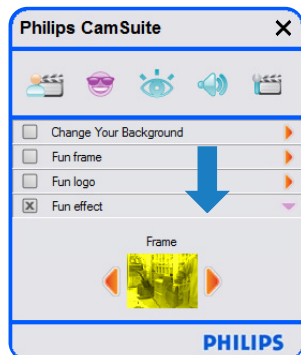 Philips CamSuite
Change Your Background
Fun frame
Fun logo
Fun effect
Frame
PHILIPS